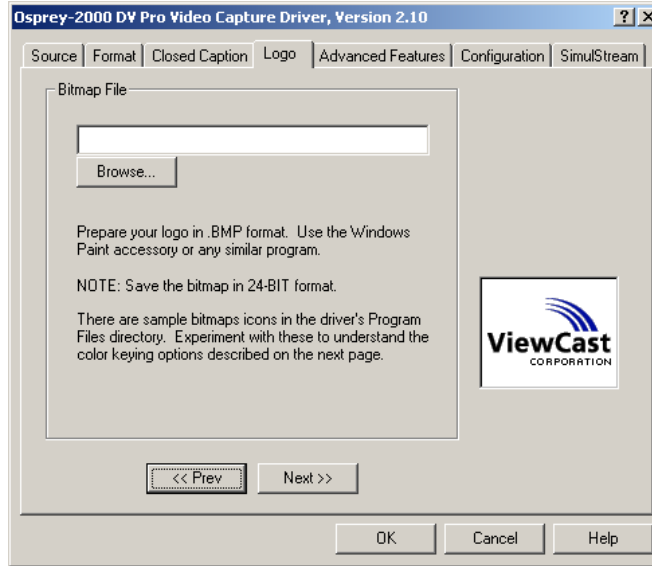 Osprey-2000 DV Pro Video Capture Driver, Version 2.10
Source Format Closed Caption Logo Advanced Features Configuration SimulStream
Bitmap File
Browse...
Prepare your logo in .BMP format. Use the Windows
Paint accessory or any similar program.
NOTE: Save the bitmap in 24-BIT format.
There are sample bitmaps icons in the driver's Program
Files directory. Experiment with these to understand the
color keying options described on the next page.
ViewCast
CORPORATION
<< Prev Next >>
OK Cancel Help